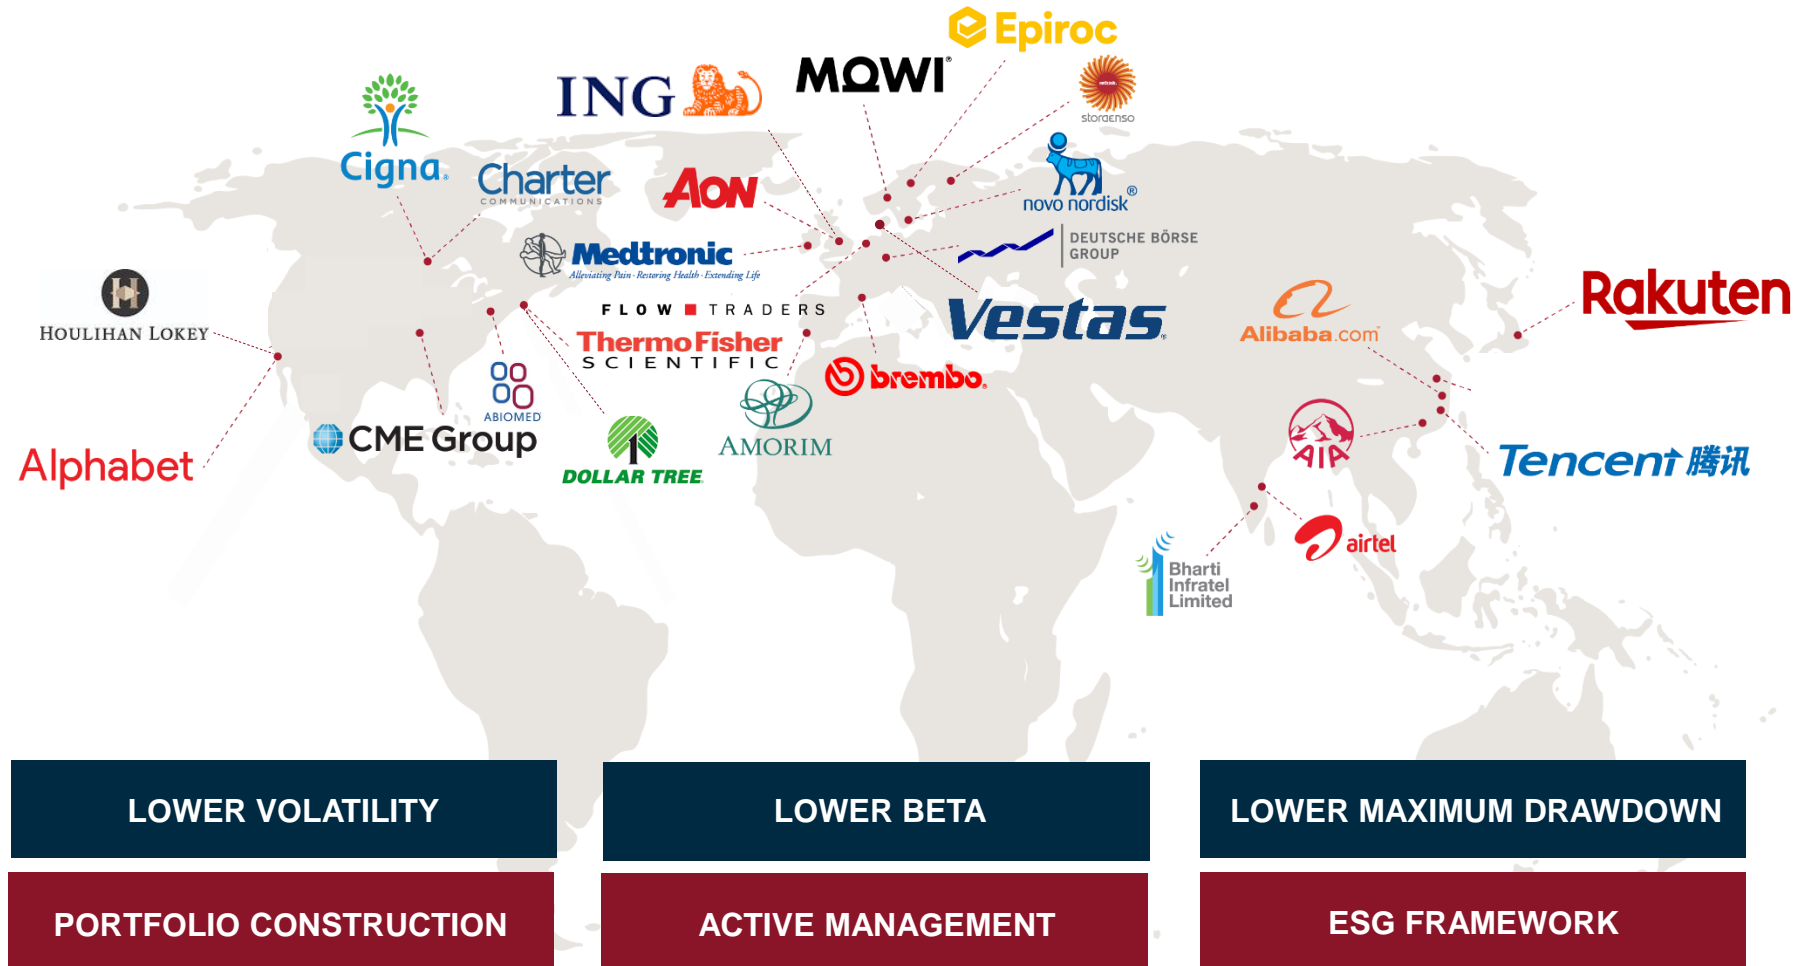 Epiroc
MOWI®
ING
storaenso
Cigna®
Charter
COMMUNICATIONS
AON
novo nordisk®
Medtronic
Alleviating Pain · Restoring Health · Extending Life
DEUTSCHE BÖRSE
GROUP
HOULIHAN LOKEY
FLOW TRADERS
Vestas®
Alibaba.com™
Rakuten
ThermoFisher
SCIENTIFIC
brembo®
ABIOMED
CME Group
AMORIM
Alphabet
DOLLAR TREE
AIA
Tencent 腾讯
airtel
Bharti
Infratel
Limited
LOWER VOLATILITY
LOWER BETA
LOWER MAXIMUM DRAWDOWN
PORTFOLIO CONSTRUCTION
ACTIVE MANAGEMENT
ESG FRAMEWORK